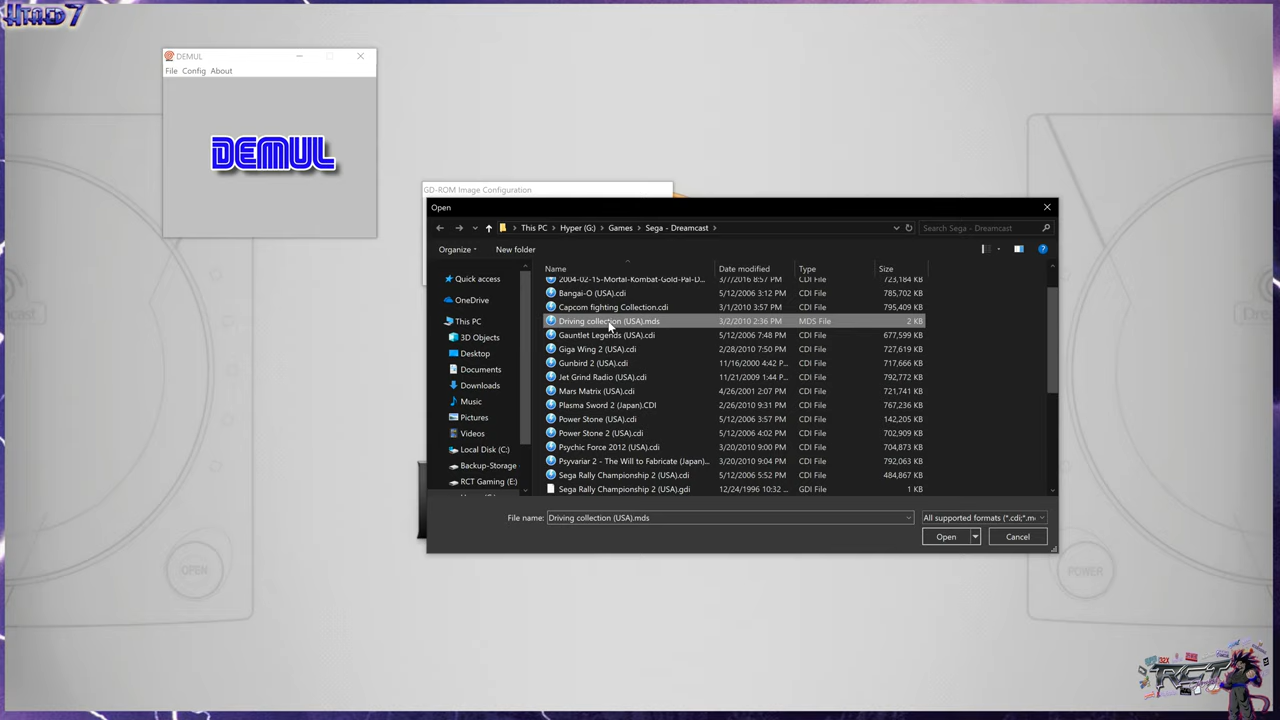 Htaed 7
DEMUL
File Config About
DEMUL
GD-ROM Image Configuration
Open
This PC > Hyper (G:) > Games > Sega - Dreamcast >
Search Sega - Dreamcast
Organize
New folder
Name Date modified Type Size
Quick access
OneDrive
This PC
3D Objects
Desktop
Documents
Downloads
Music
Pictures
Videos
Local Disk (C:)
Backup-Storage
RCT Gaming (E:)
2004-02-15-Mortal-Kombat-Gold-Pal-D... 3/7/2016 8:57 PM CDI File 723,184 KB
Bangai-O (USA).cdi 5/12/2006 3:12 PM CDI File 785,702 KB
Capcom fighting Collection.cdi 3/1/2010 3:57 PM CDI File 795,409 KB
Driving collection (USA).mds 3/2/2010 2:36 PM MDS File 2 KB
Gauntlet Legends (USA).cdi 5/12/2006 7:48 PM CDI File 677,599 KB
Giga Wing 2 (USA).cdi 2/28/2010 7:50 PM CDI File 727,619 KB
Gunbird 2 (USA).cdi 11/16/2000 4:42 P... CDI File 717,666 KB
Jet Grind Radio (USA).cdi 11/21/2009 1:44 P... CDI File 792,772 KB
Mars Matrix (USA).cdi 4/26/2001 2:07 PM CDI File 721,741 KB
Plasma Sword 2 (Japan).CDI 2/26/2010 9:31 PM CDI File 767,236 KB
Power Stone (USA).cdi 5/12/2006 3:57 PM CDI File 142,205 KB
Power Stone 2 (USA).cdi 5/12/2006 4:02 PM CDI File 702,909 KB
Psychic Force 2012 (USA).cdi 3/20/2010 9:00 PM CDI File 704,873 KB
Psyvariar 2 - The Will to Fabricate (Japan)... 3/20/2010 9:04 PM CDI File 792,063 KB
Sega Rally Championship 2 (USA).cdi 5/12/2006 5:52 PM CDI File 484,867 KB
Sega Rally Championship 2 (USA).gdi 12/24/1996 10:32 ... GDI File 1 KB
File name: Driving collection (USA).mds
All supported formats (*.cdi;*.m
Open
Cancel
OPEN
POWER
RCT